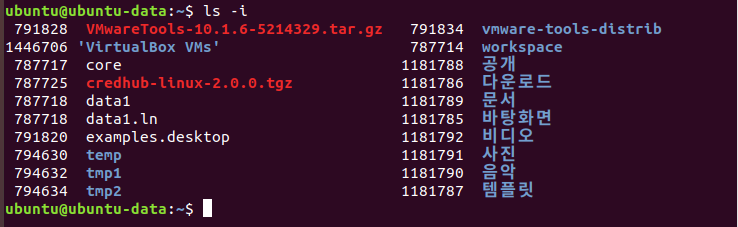 ubuntu@ubuntu-data:~$ ls -i
 791828  VMwareTools-10.1.6-5214329.tar.gz   791834  vmware-tools-distrib
1446706 'VirtualBox VMs'                     787714  workspace
 787717  core                               1181788  공개
 787725  credhub-linux-2.0.0.tgz            1181786  다운로드
 787718  data1                              1181789  문서
 787718  data1.ln                           1181785  바탕화면
 791820  examples.desktop                   1181792  비디오
 794630  temp                               1181791  사진
 794632  tmp1                               1181790  음악
 794634  tmp2                               1181787  템플릿
ubuntu@ubuntu-data:~$